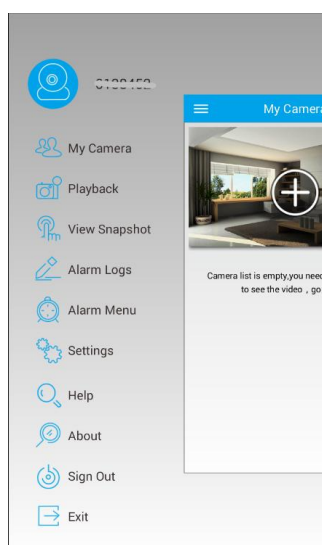 My Camera
Playback
View Snapshot
Alarm Logs
Alarm Menu
Settings
Help
About
Sign Out
Exit
My Camera
Camera list is empty,you need
to see the video , go